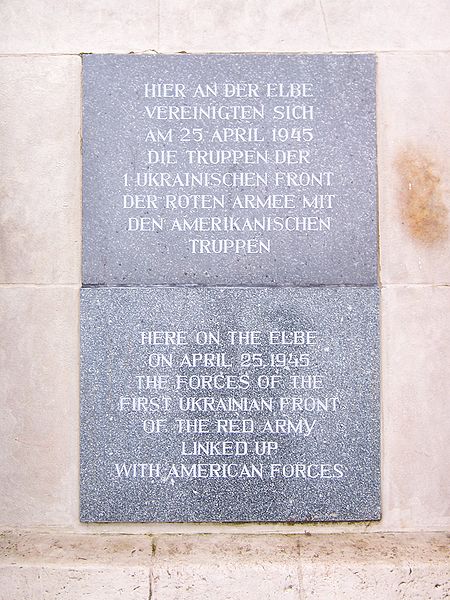 HIER AN DER ELBE
VEREINIGTEN SICH
AM 25 APRIL 1945
DIE TRUPPEN DER
1. UKRAINISCHEN FRONT
DER ROTEN ARMEE MIT
DEN AMERIKANISCHEN
TRUPPEN
HERE ON THE ELBE
ON APRIL 25.1945
THE FORCES OF THE
FIRST UKRAINIAN FRONT
OF THE RED ARMY
LINKED UP
WITH AMERICAN FORCES